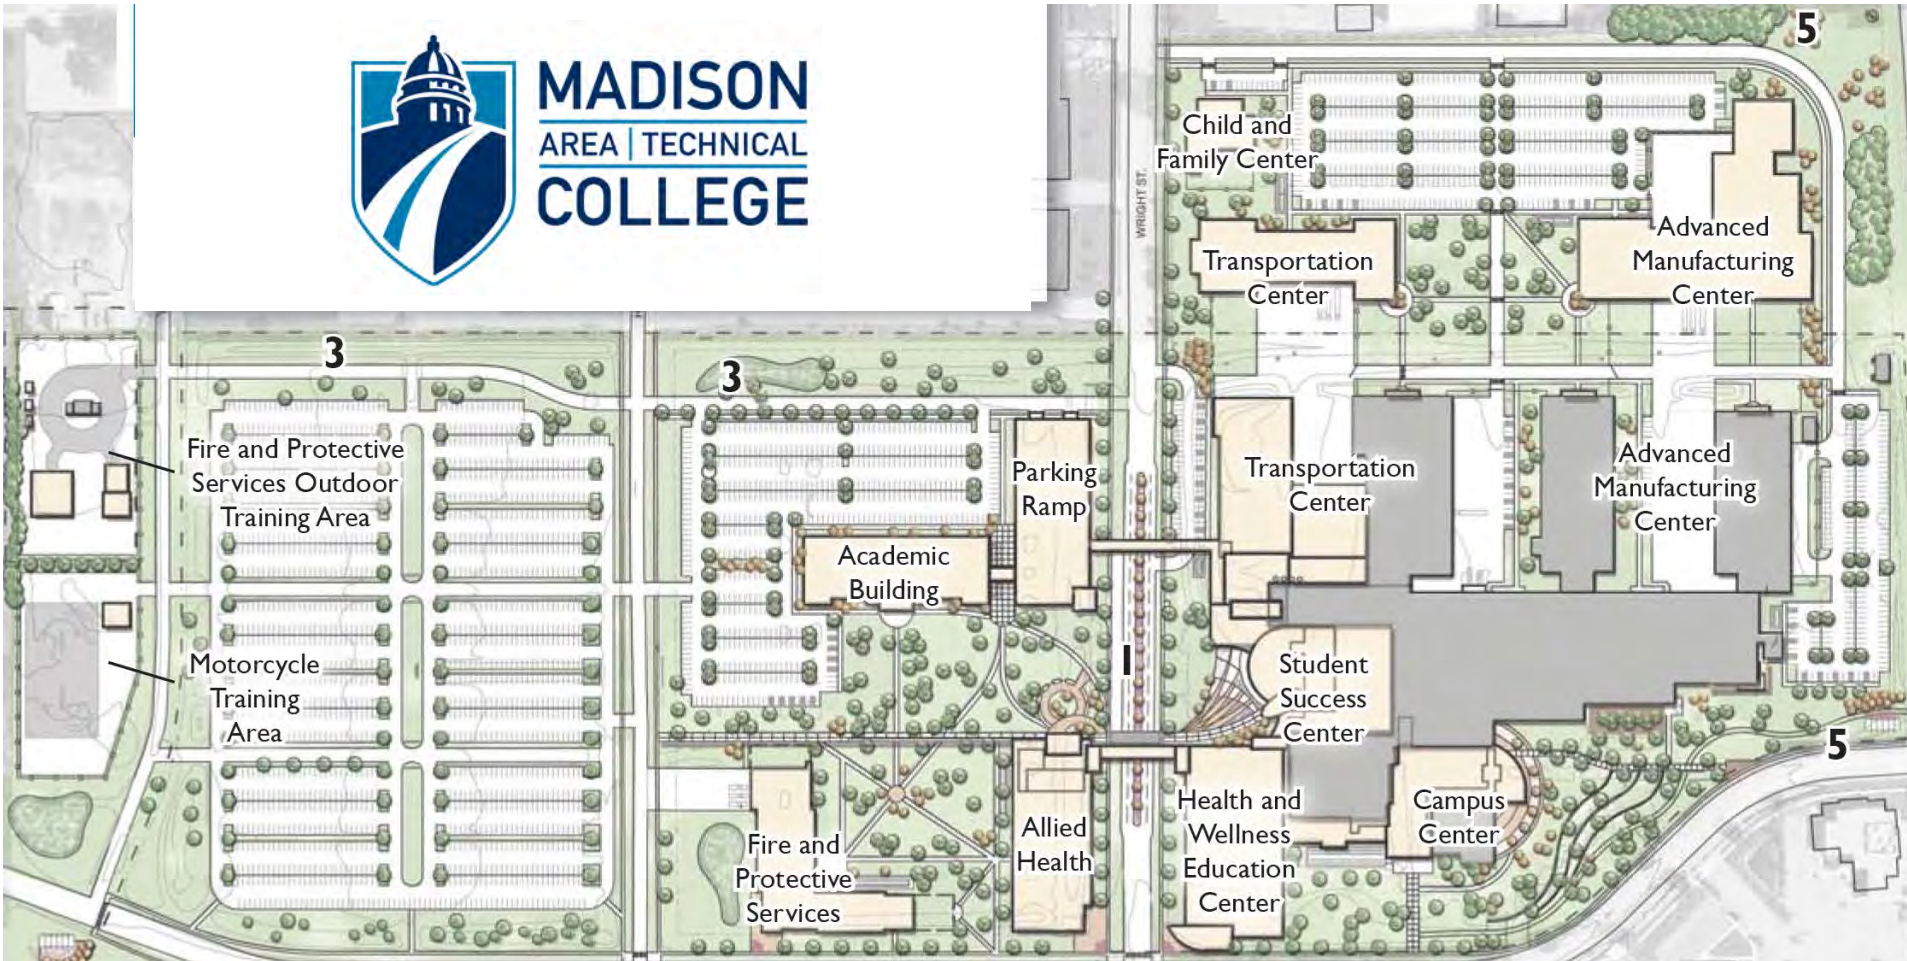 MADISON
AREA | TECHNICAL
COLLEGE
5
Child and
Family Center
WRIGHT ST.
Transportation
Center
Advanced
Manufacturing
Center
3
3
Fire and Protective
Services Outdoor
Training Area
Parking
Ramp
Transportation
Center
Advanced
Manufacturing
Center
Academic
Building
Motorcycle
Training
Area
1
Student
Success
Center
5
Fire and
Protective
Services
Allied
Health
Health and
Wellness
Education
Center
Campus
Center